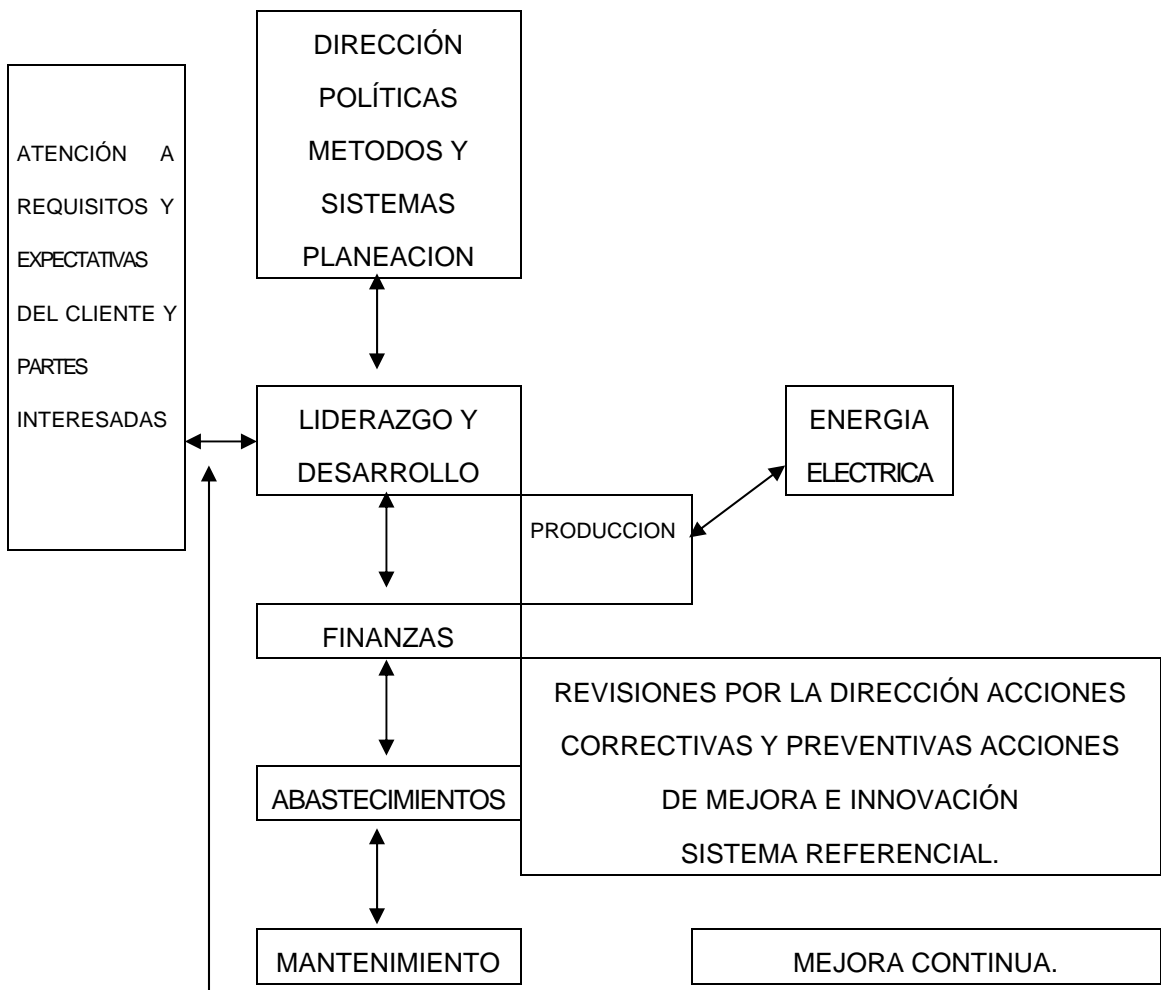 DIRECCIÓN
POLÍTICAS
METODOS Y
SISTEMAS
PLANEACION
ATENCIÓN A
REQUISITOS Y
EXPECTATIVAS
DEL CLIENTE Y
PARTES
INTERESADAS
LIDERAZGO Y
DESARROLLO
ENERGIA
ELECTRICA
PRODUCCION
FINANZAS
REVISIONES POR LA DIRECCIÓN ACCIONES
CORRECTIVAS Y PREVENTIVAS ACCIONES
DE MEJORA E INNOVACIÓN
SISTEMA REFERENCIAL.
ABASTECIMIENTOS
MANTENIMIENTO
MEJORA CONTINUA.